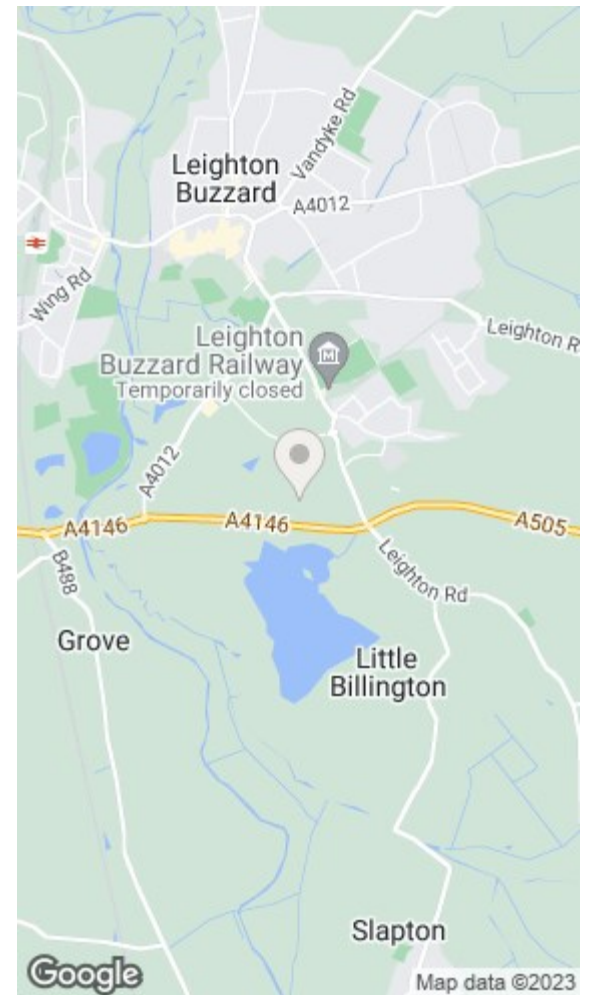 Vandyke Rd
Leighton
Buzzard
A4012
Wing Rd
Leighton
Buzzard Railway
Temporarily closed
Leighton R
A4012
A4146
A4146
A505
B488
Leighton Rd
Grove
Little
Billington
Slapton
Google
Map data ©2023